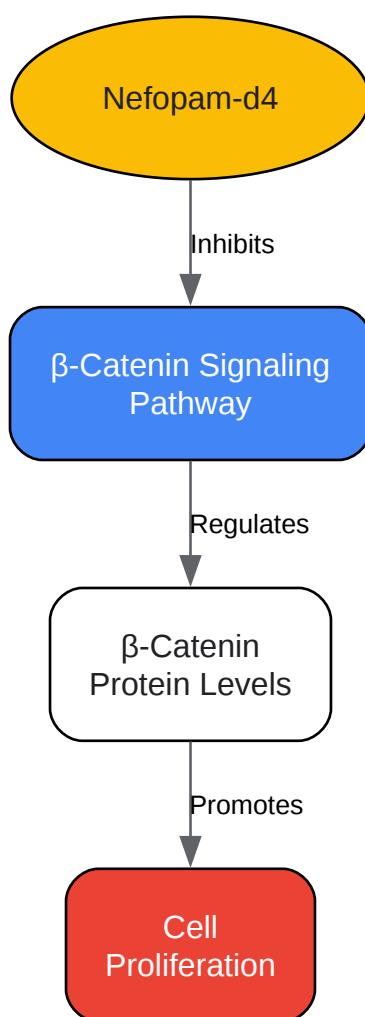 Nefopam-d4
Inhibits
β-Catenin Signaling
Pathway
Regulates
β-Catenin
Protein Levels
Promotes
Cell
Proliferation